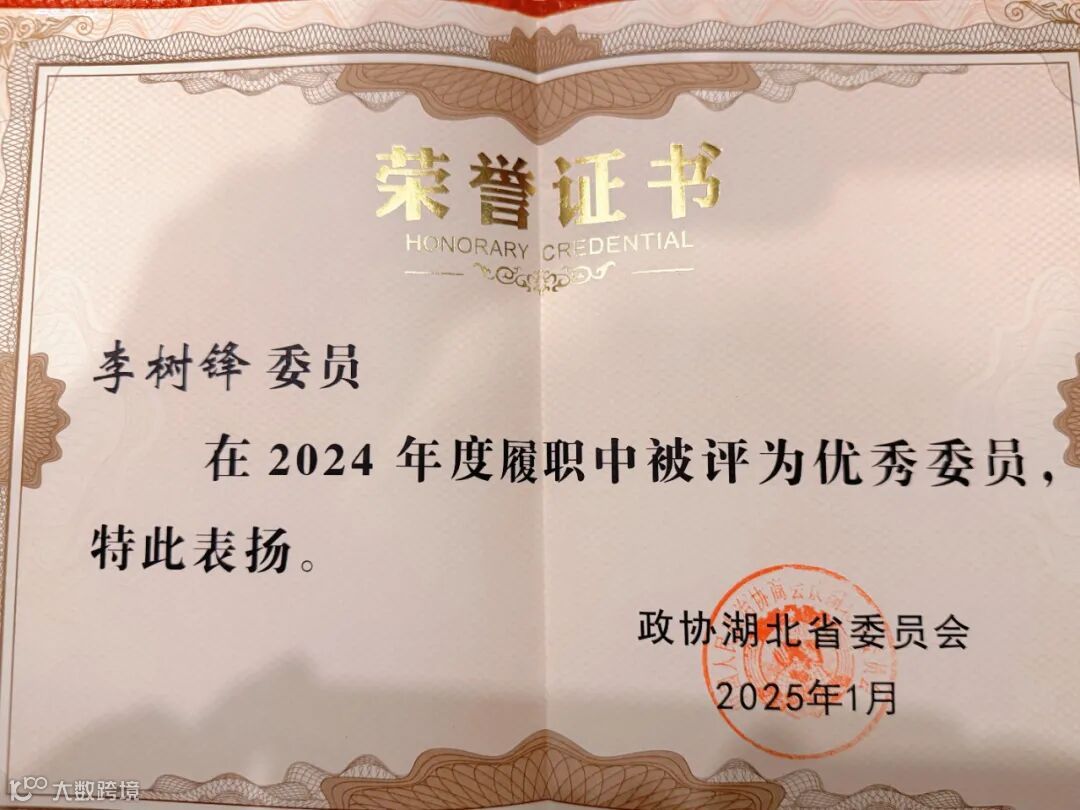 荣誉证书
HONORARY CREDENTIAL
李树锋 委员
在 2024 年度履职中被评为优秀委员，
特此表扬。
政协湖北省委员会
2025年1月
大数跨境